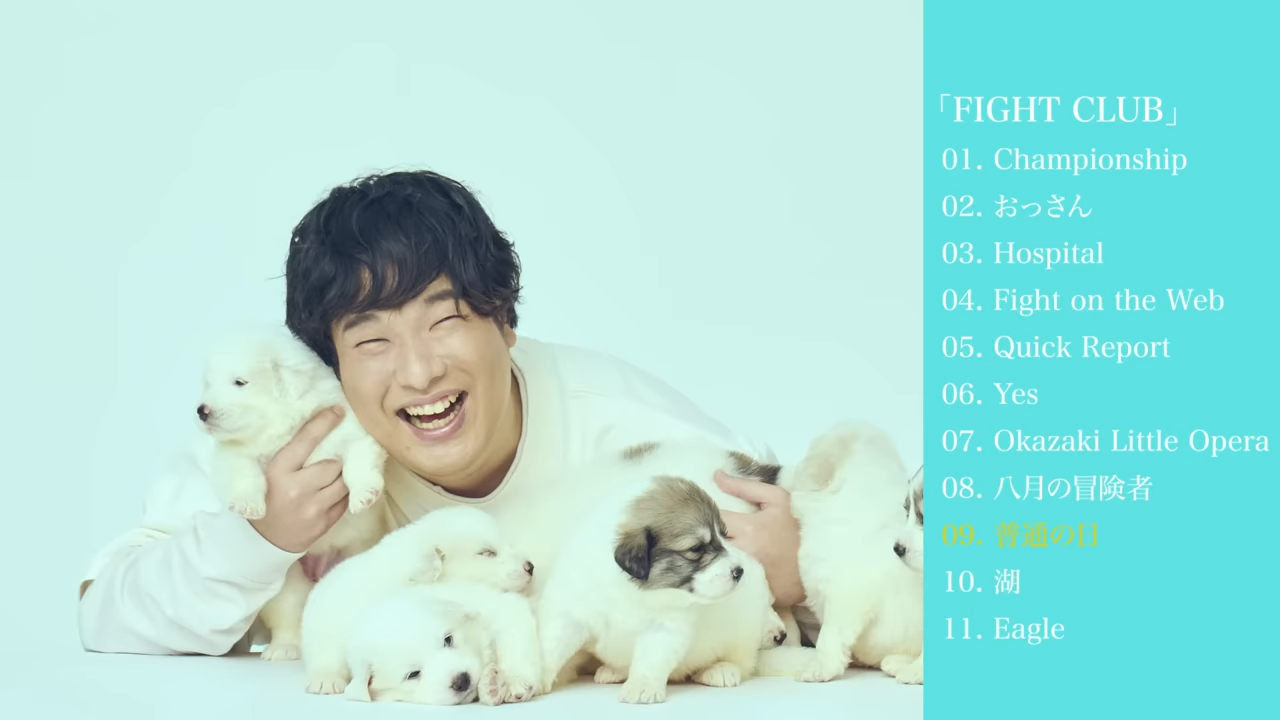 「FIGHT CLUB」
01. Championship
02. おっさん
03. Hospital
04. Fight on the Web
05. Quick Report
06. Yes
07. Okazaki Little Opera
08. 八月の冒険者
09. 普通の日
10. 湖
11. Eagle